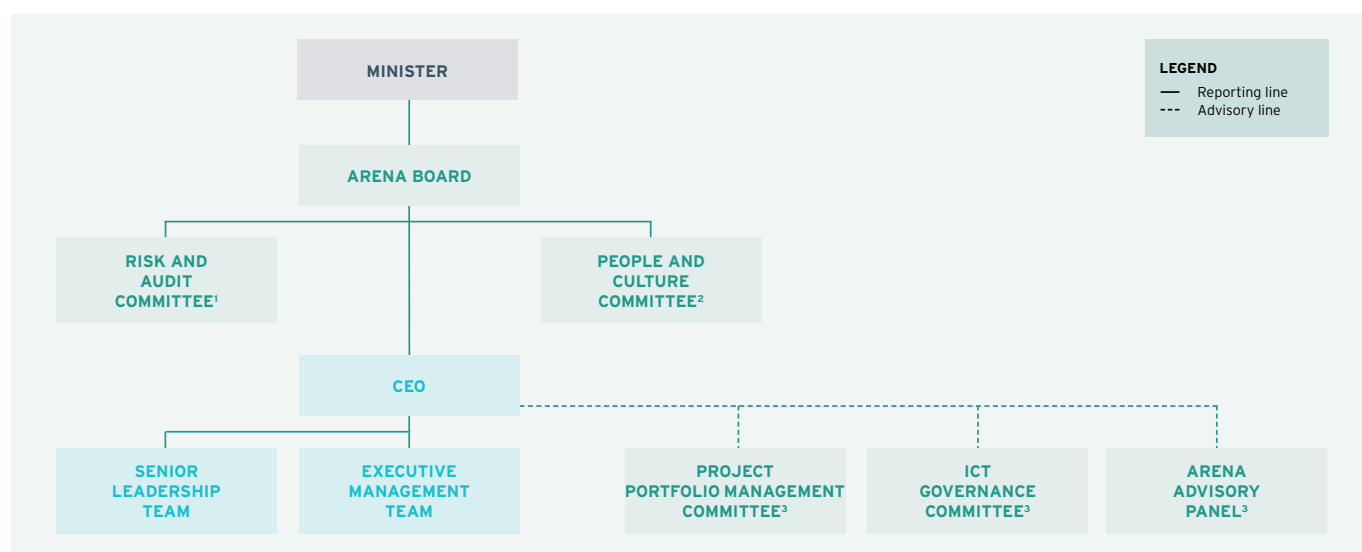 MINISTER
LEGEND
Reporting line
Advisory line
ARENA BOARD
RISK AND
AUDIT
COMMITTEE¹
PEOPLE AND
CULTURE
COMMITTEE²
CEO
SENIOR
LEADERSHIP
TEAM
EXECUTIVE
MANAGEMENT
TEAM
PROJECT
PORTFOLIO MANAGEMENT
COMMITTEE³
ICT
GOVERNANCE
COMMITTEE³
ARENA
ADVISORY
PANEL³